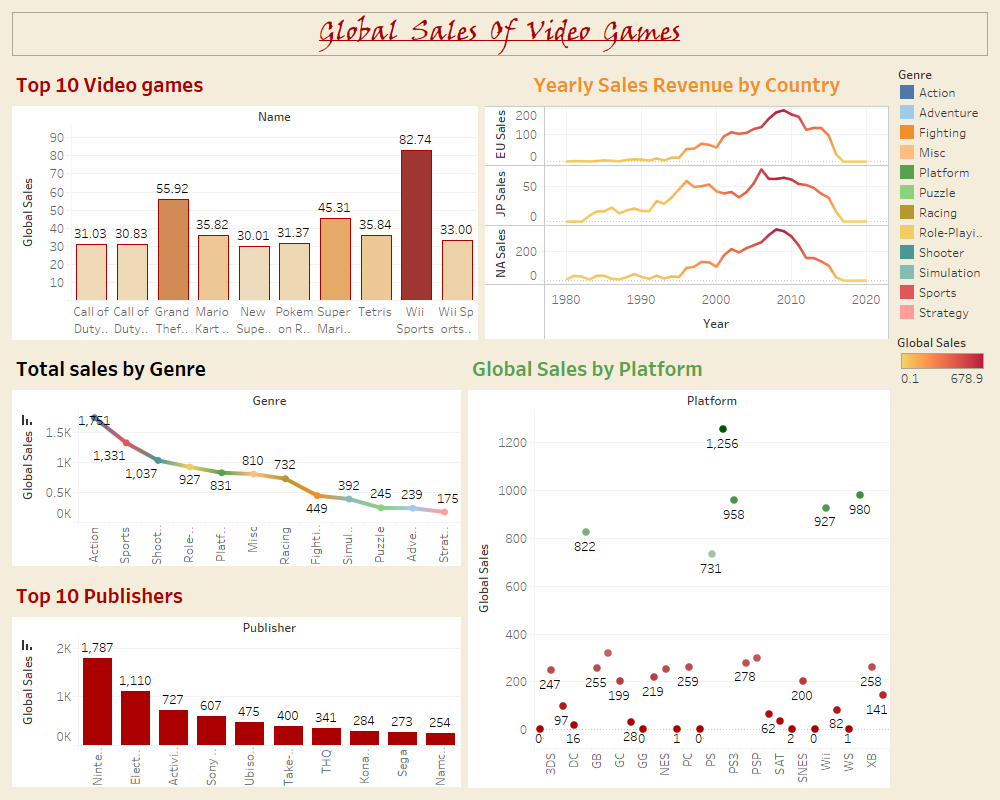 Global Sales Of Video Games
Top 10 Video games
Name
Global Sales
90
80
70
60
50
40
30
20
10
31.03
30.83
55.92
35.82
30.01
31.37
45.31
35.84
82.74
33.00
Call of Duty..
Call of Duty..
Grand Thef..
Mario Kart ..
New Supe..
Pokem on R..
Super Mari..
Tetris
Wii Sports
Wii Sp orts..
Yearly Sales Revenue by Country
EU Sales
200
100
0
JP Sales
50
0
NA Sales
200
0
1980
1990
2000
2010
2020
Year
Genre
Action
Adventure
Fighting
Misc
Platform
Puzzle
Racing
Role-Playi..
Shooter
Simulation
Sports
Strategy
Global Sales
0.1
678.9
Total sales by Genre
Genre
Global Sales
1.5K
1K
0.5K
0K
1,751
1,331
1,037
927
831
810
732
449
392
245
239
175
Action
Sports
Shoot..
Role-..
Platf..
Misc
Racing
Fighti..
Simul..
Puzzle
Adve..
Strat..
Top 10 Publishers
Publisher
Global Sales
2K
1K
0K
1,787
1,110
727
607
475
400
341
284
273
254
Ninte..
Elect..
Activi..
Sony ..
Ubiso..
Take-..
THQ
Kona..
Sega
Namc..
Global Sales by Platform
Platform
Global Sales
1200
1000
800
600
400
200
0
0
247
97
16
822
255
199
28
0
219
1
259
0
731
1,256
958
278
62
2
200
0
927
82
1
980
258
141
3DS
DC
GB
GC
GG
NES
PC
PS
PS3
PSP
SAT
SNES
Wii
WS
XB